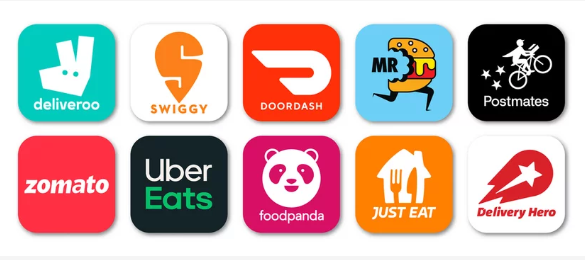 deliveroo
SWIGGY
DOORDASH
MR
Postmates
zomato
Uber
Eats
foodpanda
JUST EAT
Delivery Hero